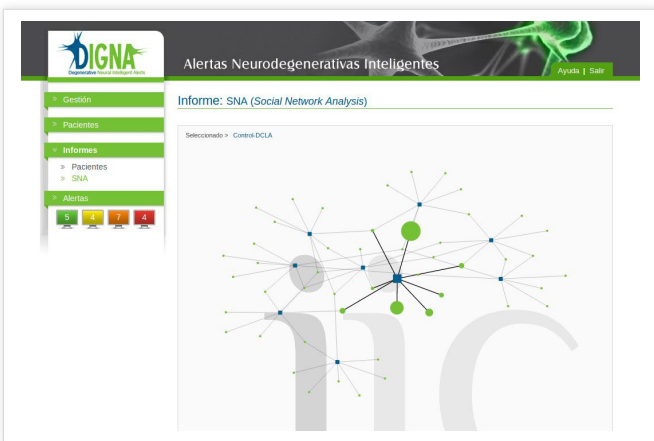 DIGNA
Degenerative Neural Intelligent Alerts
Alertas Neurodegenerativas Inteligentes
Ayuda | Salir
» Gestión
» Pacientes
Informes
» Pacientes
» SNA
» Alertas
5 4 7 4
Informe: SNA (Social Network Analysis)
Seleccionado > Control-DCLA
iic